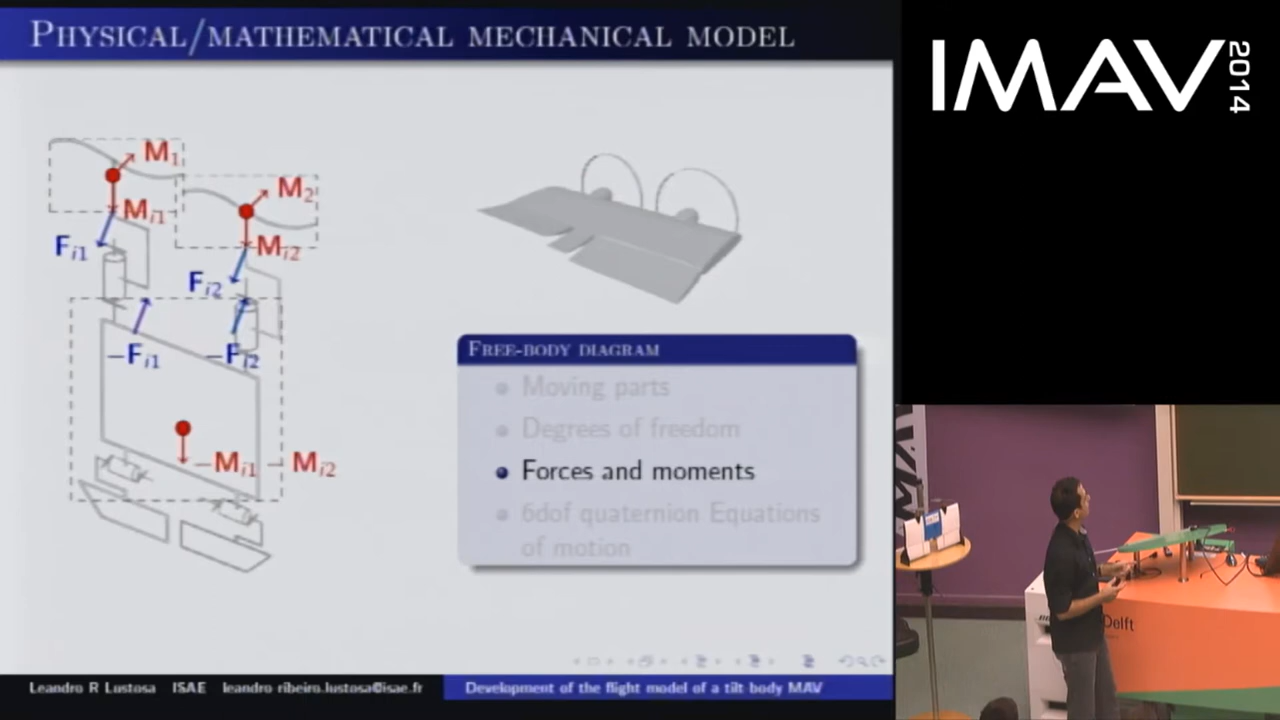 PHYSICAL/MATHEMATICAL MECHANICAL MODEL
IMAV 2014
M1
M2
Mi1
Fi1
Mi2
Fi2
−Fi1
−Fi2
−Mi1 − Mi2
FREE-BODY DIAGRAM
Moving parts
Degrees of freedom
Forces and moments
6dof quaternion Equations
of motion
Delft
Leandro R Lustosa ISAE leandro-ribeiro.lustosa@isae.fr
Development of the flight model of a tilt body MAV